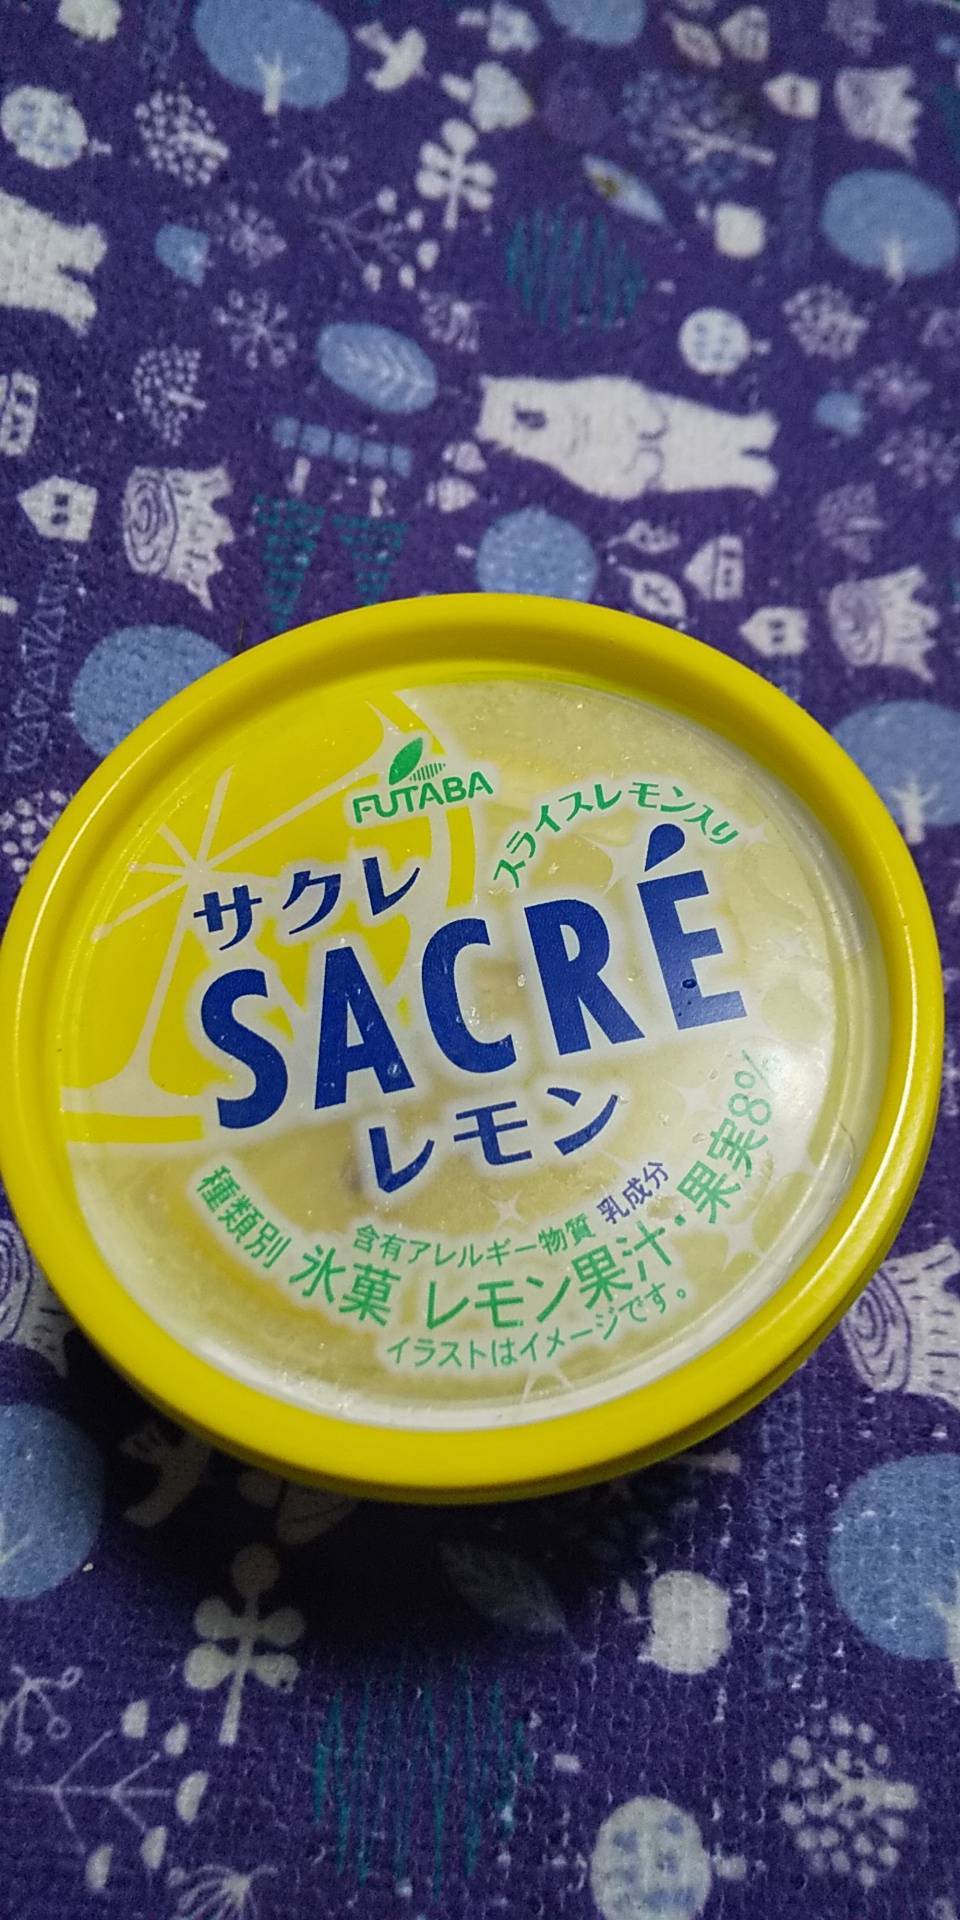 FUTABA
スライスレモン入り
サクレ
SACRÉ
レモン
種類別 氷菓 レモン果汁・果実8%
含有アレルギー物質 乳成分
イラストはイメージです。